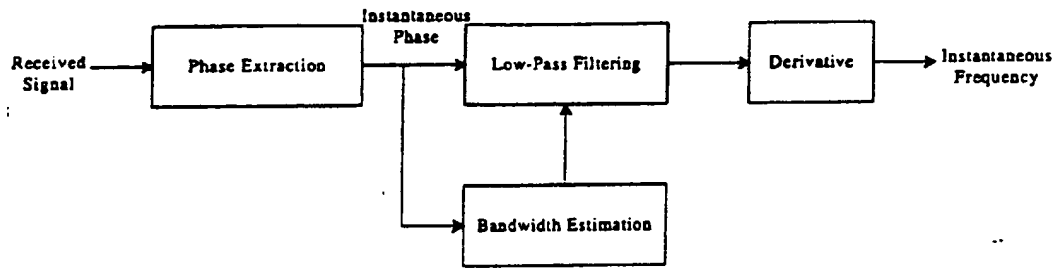 Instantaneous
Phase
Received
Signal
Phase Extraction
Low-Pass Filtering
Derivative
Instantaneous
Frequency
Bandwidth Estimation